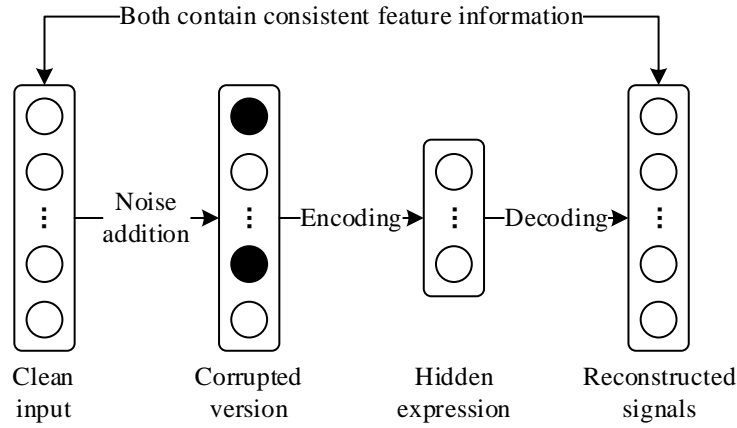 Both contain consistent feature information
Noise
addition
Encoding
Decoding
Clean
input
Corrupted
version
Hidden
expression
Reconstructed
signals